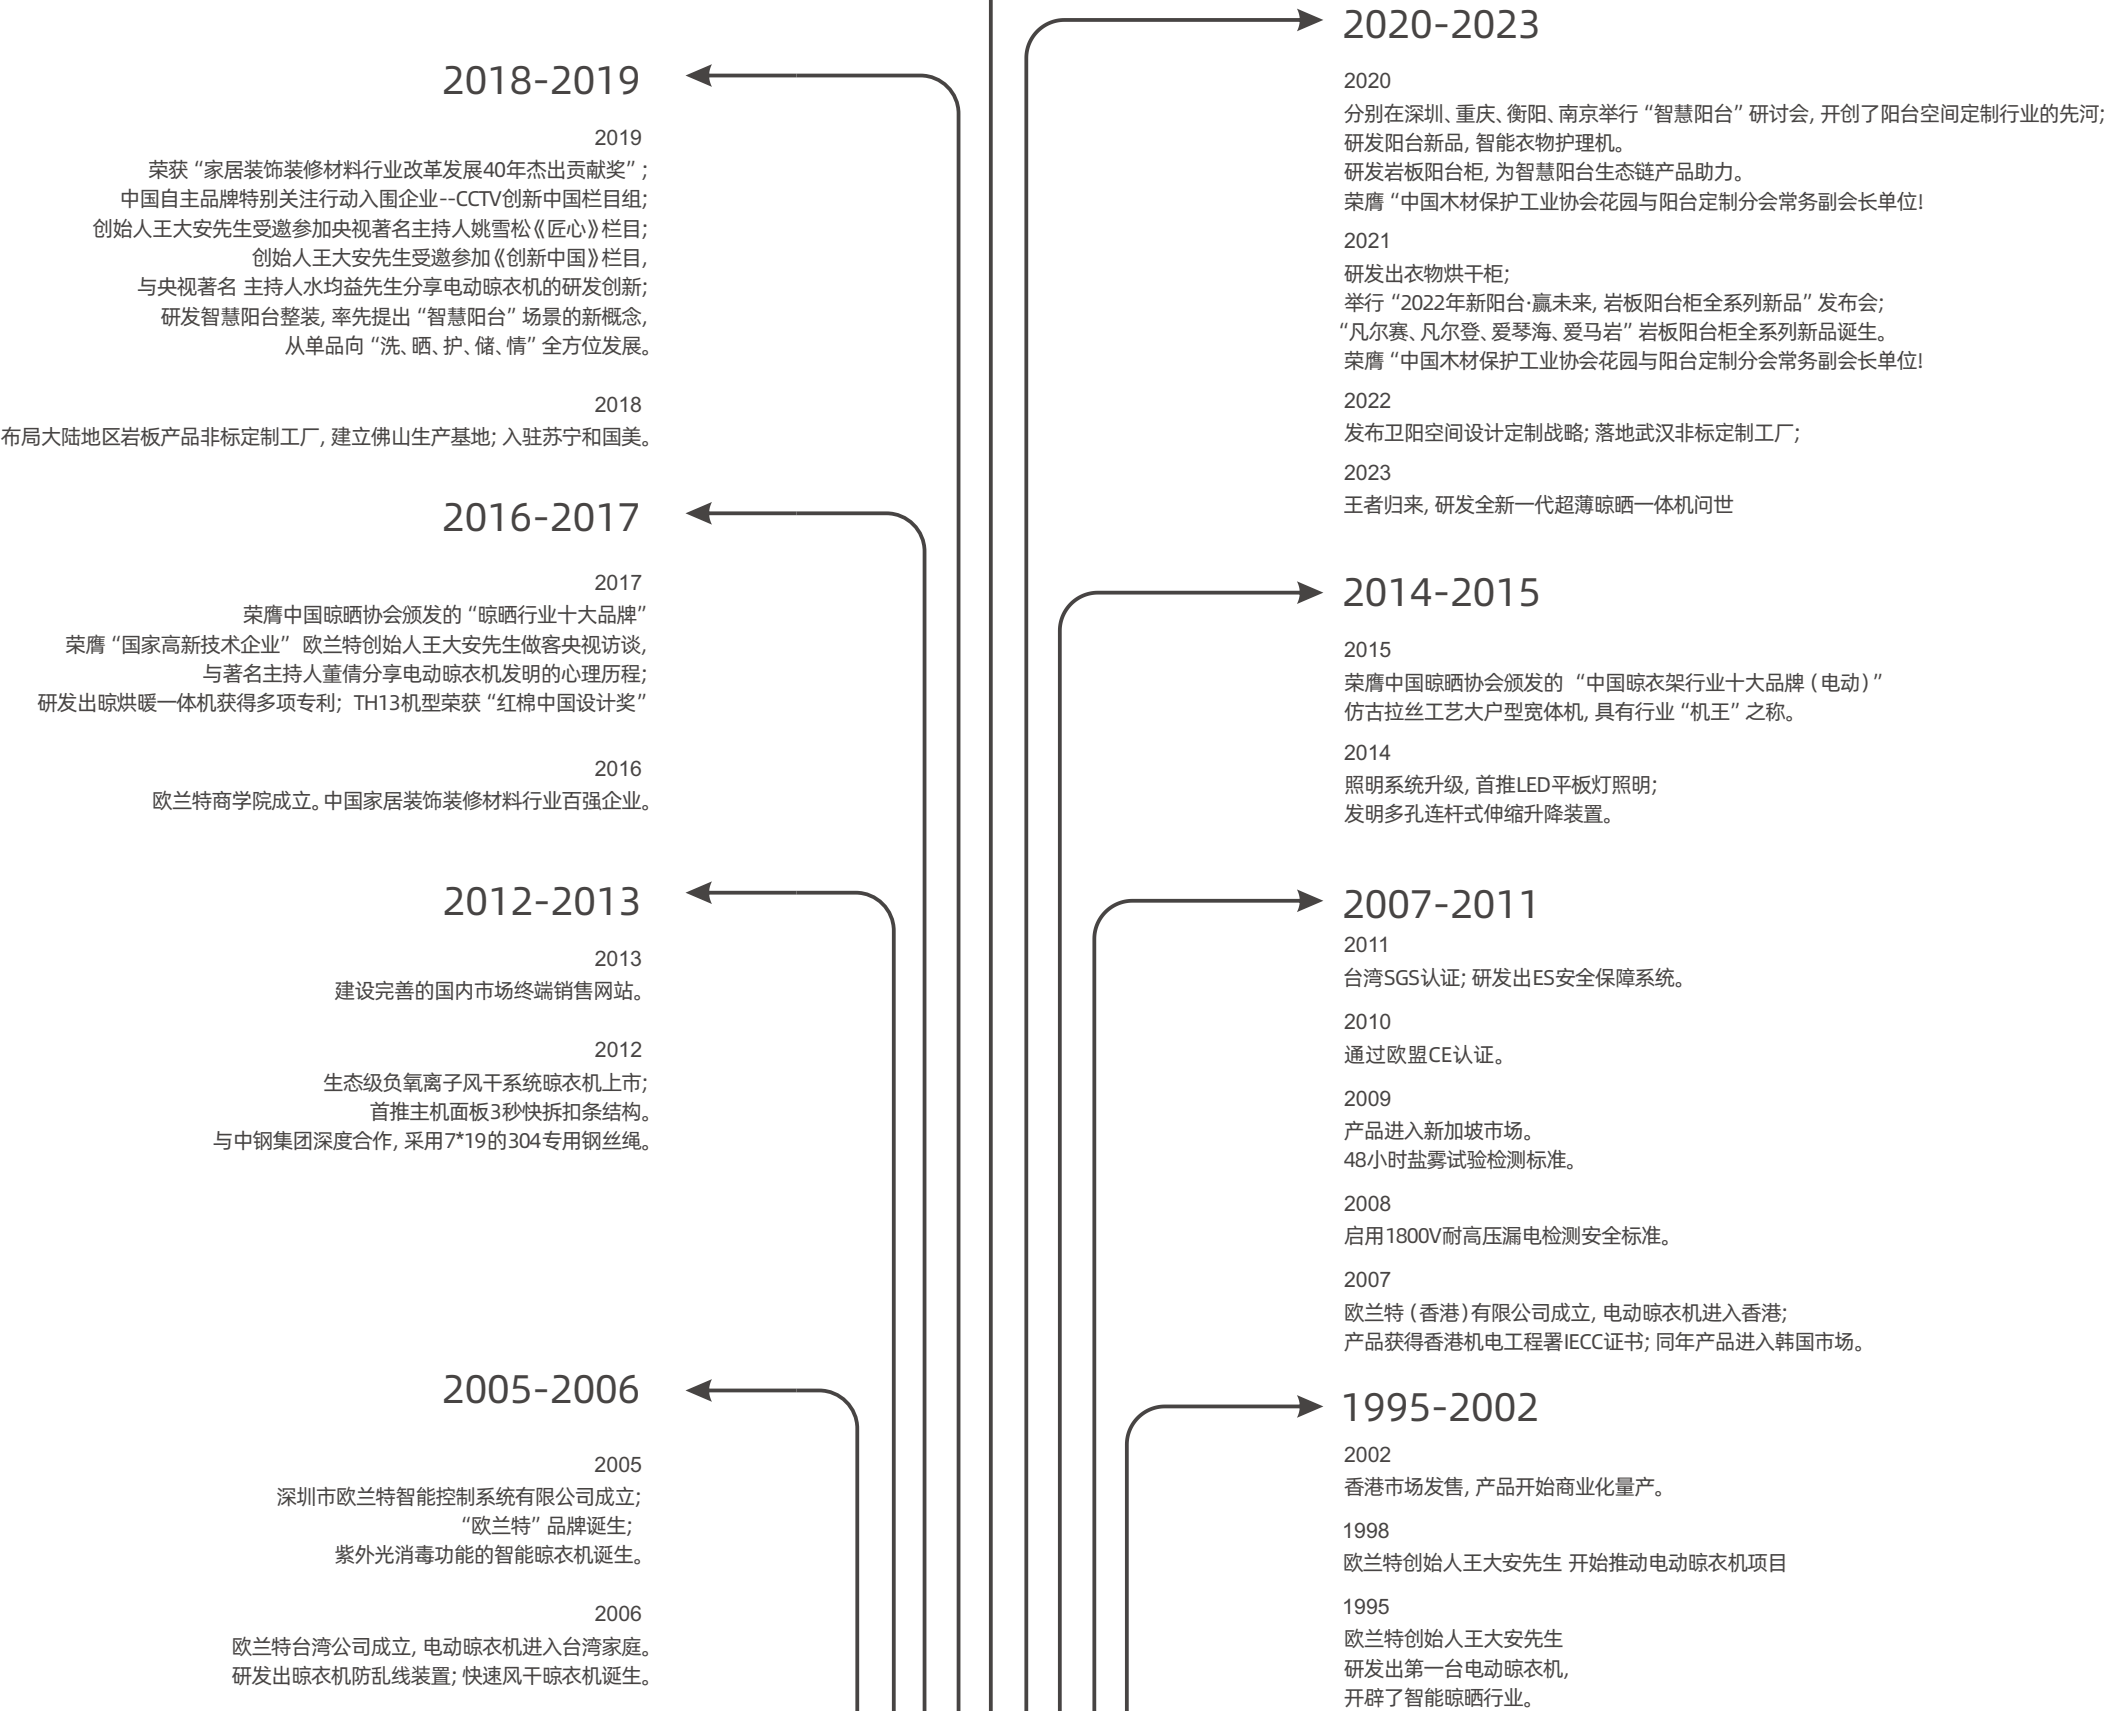 2018-2019
2019
荣获“家居装饰装修材料行业改革发展40年杰出贡献奖”;
中国自主品牌特别关注行动入围企业--CCTV创新中国栏目组;
创始人王大安先生受邀参加央视著名主持人姚雪松《匠心》栏目;
创始人王大安先生受邀参加《创新中国》栏目,
与央视著名 主持人水均益先生分享电动晾衣机的研发创新;
研发智慧阳台整装, 率先提出“智慧阳台”场景的新概念,
从单品向“洗、晒、护、储、情”全方位发展。
2018
布局大陆地区岩板产品非标定制工厂, 建立佛山生产基地; 入驻苏宁和国美。
2016-2017
2017
荣膺中国晾晒协会颁发的“晾晒行业十大品牌”
荣膺“国家高新技术企业” 欧兰特创始人王大安先生做客央视访谈,
与著名主持人董倩分享电动晾衣机发明的心理历程;
研发出晾烘暖一体机获得多项专利; TH13机型荣获“红棉中国设计奖”
2016
欧兰特商学院成立。中国家居装饰装修材料行业百强企业。
2012-2013
2013
建设完善的国内市场终端销售网站。
2012
生态级负氧离子风干系统晾衣机上市;
首推主机面板3秒快拆扣条结构。
与中钢集团深度合作, 采用7*19的304专用钢丝绳。
2005-2006
2005
深圳市欧兰特智能控制系统有限公司成立;
“欧兰特”品牌诞生;
紫外光消毒功能的智能晾衣机诞生。
2006
欧兰特台湾公司成立, 电动晾衣机进入台湾家庭。
研发出晾衣机防乱线装置; 快速风干晾衣机诞生。
2020-2023
2020
分别在深圳、重庆、衡阳、南京举行“智慧阳台”研讨会, 开创了阳台空间定制行业的先河;
研发阳台新品, 智能衣物护理机。
研发岩板阳台柜, 为智慧阳台生态链产品助力。
荣膺“中国木材保护工业协会花园与阳台定制分会常务副会长单位!
2021
研发出衣物烘干柜;
举行“2022年新阳台·赢未来, 岩板阳台柜全系列新品”发布会;
“凡尔赛、凡尔登、爱琴海、爱马岩”岩板阳台柜全系列新品诞生。
荣膺“中国木材保护工业协会花园与阳台定制分会常务副会长单位!
2022
发布卫阳空间设计定制战略; 落地武汉非标定制工厂;
2023
王者归来, 研发全新一代超薄晾晒一体机问世
2014-2015
2015
荣膺中国晾晒协会颁发的 “中国晾衣架行业十大品牌(电动)”
仿古拉丝工艺大户型宽体机, 具有行业“机王”之称。
2014
照明系统升级, 首推LED平板灯照明;
发明多孔连杆式伸缩升降装置。
2007-2011
2011
台湾SGS认证; 研发出ES安全保障系统。
2010
通过欧盟CE认证。
2009
产品进入新加坡市场。
48小时盐雾试验检测标准。
2008
启用1800V耐高压漏电检测安全标准。
2007
欧兰特(香港)有限公司成立, 电动晾衣机进入香港;
产品获得香港机电工程署IECC证书; 同年产品进入韩国市场。
1995-2002
2002
香港市场发售, 产品开始商业化量产。
1998
欧兰特创始人王大安先生 开始推动电动晾衣机项目
1995
欧兰特创始人王大安先生
研发出第一台电动晾衣机,
开辟了智能晾晒行业。